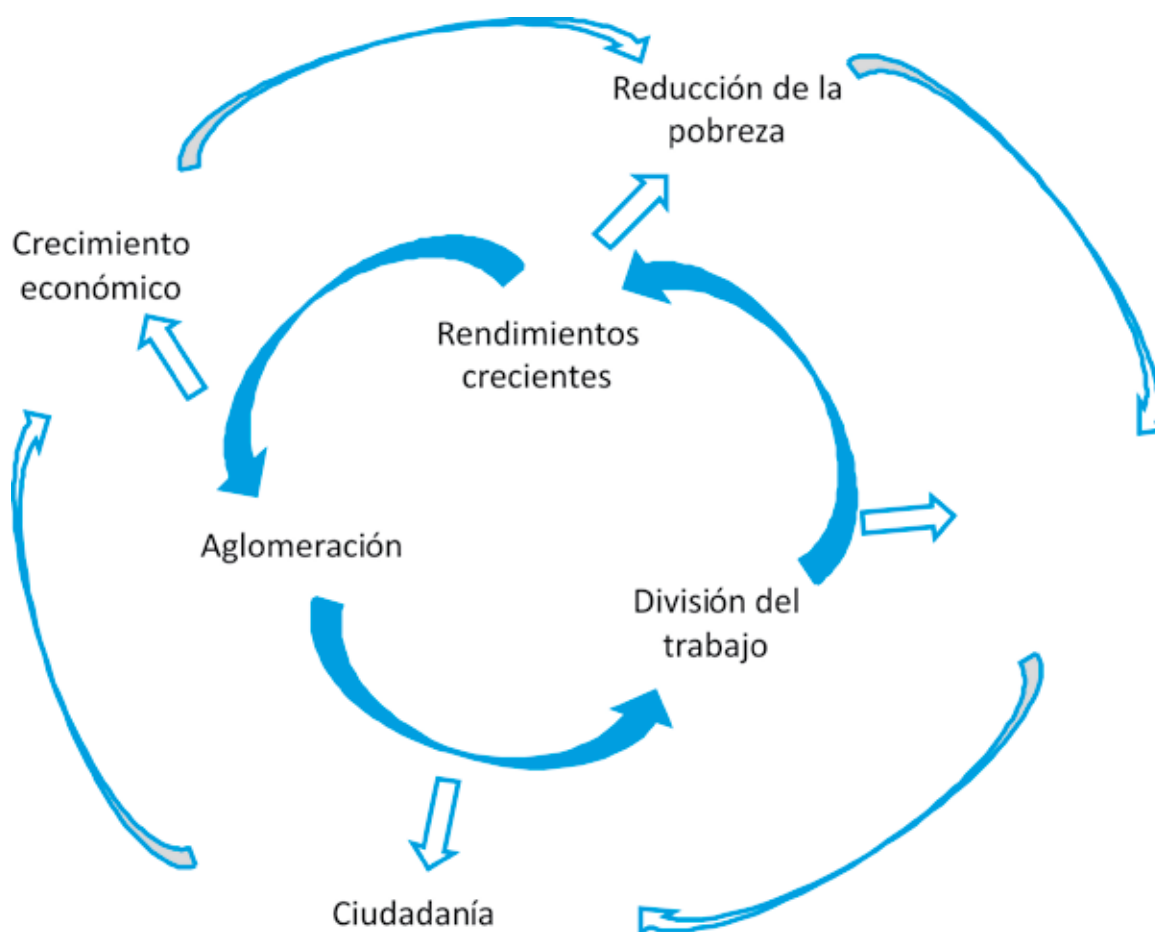 Reducción de la
pobreza
Crecimiento
económico
Rendimientos
crecientes
Aglomeración
División del
trabajo
Ciudadanía